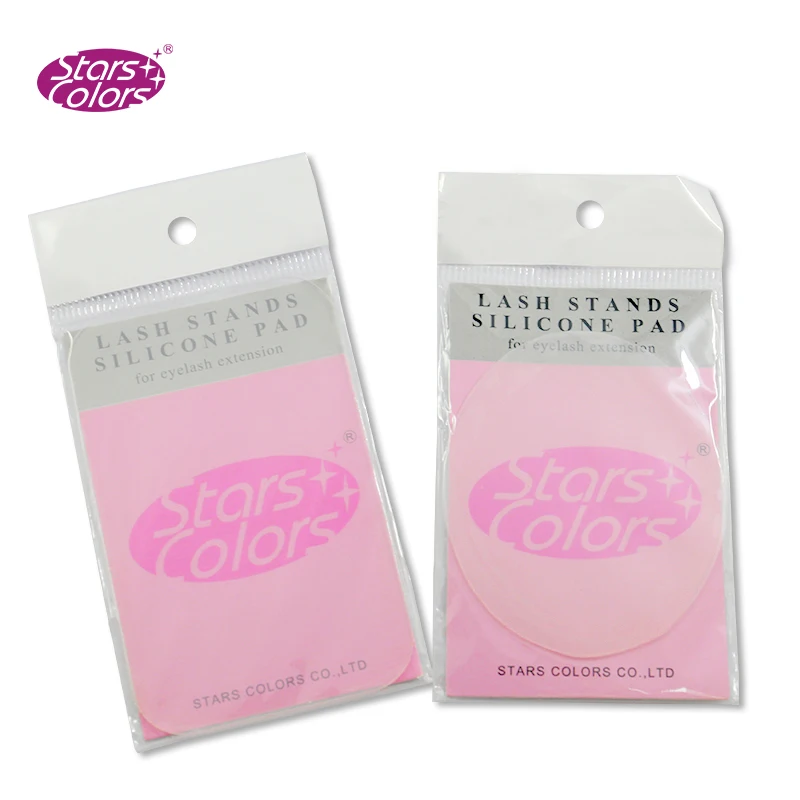 Stars
Colors
®
LASH STANDS
SILICONE PAD
for eyelash extension
®
Stars
Colors
STARS COLORS CO.,LTD
LASH STANDS
SILICONE PAD
for eyelash extension
®
Stars
Colors
STARS COLORS CO.,LTD